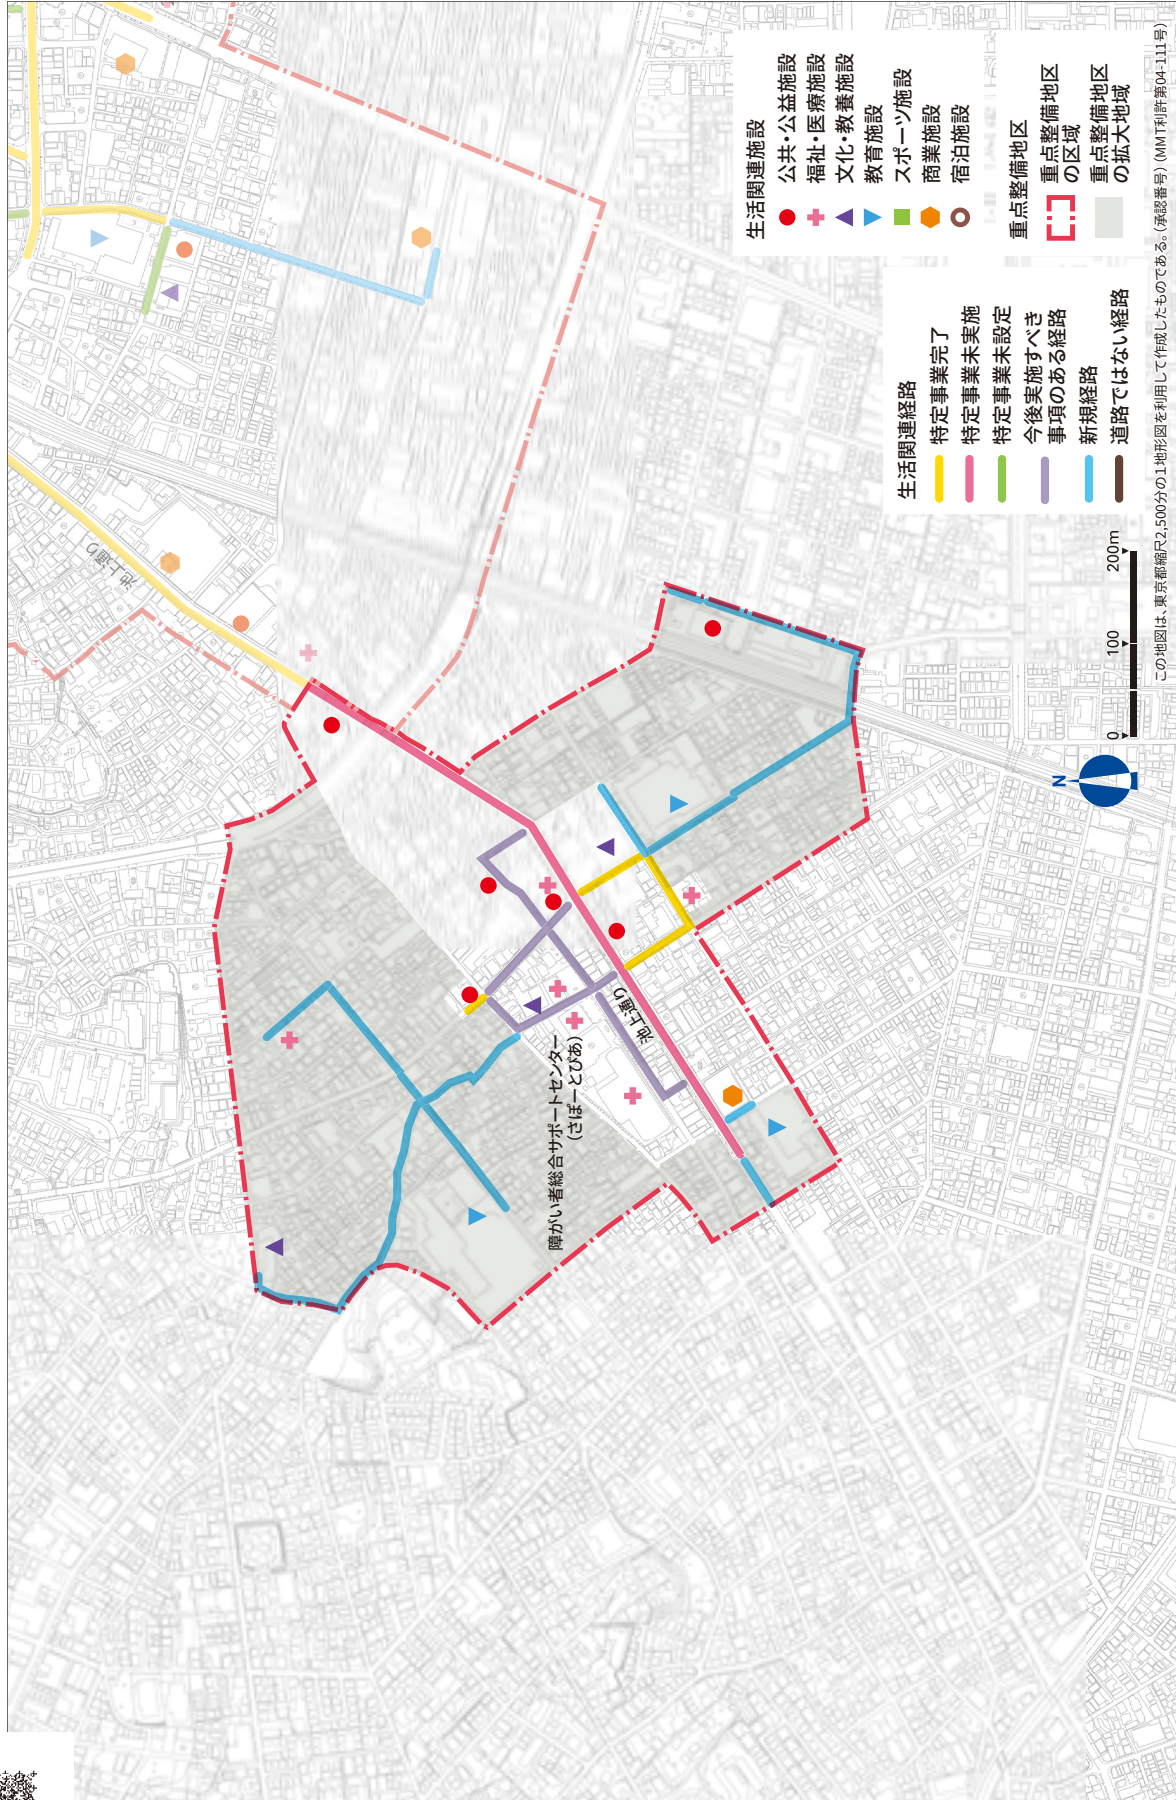 生活関連施設
公共・公益施設
福祉・医療施設
文化・教養施設
教育施設
スポーツ施設
商業施設
宿泊施設
重点整備地区
重点整備地区
の区域
重点整備地区
の拡大地域
生活関連経路
特定事業完了
特定事業未実施
特定事業未設定
今後実施すべき
事項のある経路
新規経路
道路ではない経路
池上通り
池上通り
障がい者総合サポートセンター
（さぽーとぴあ）
N
0
100
200m
この地図は、東京都縮尺2,500分の1地形図を利用して作成したものである。（承認番号）（MMT利許第04-111号）